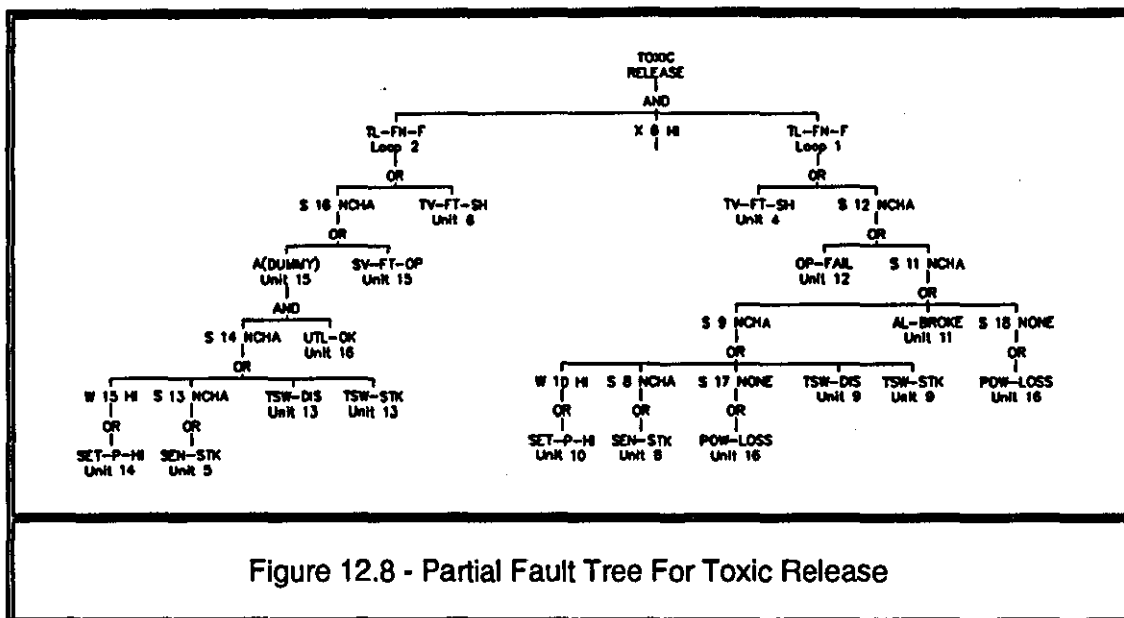 TOXIC
RELEASE
AND
TL-FN-F
Loop 2
X 6 HI
TL-FN-F
Loop 1
OR
OR
S 16 NCHA
TV-FT-SH
Unit 6
TV-FT-SH
Unit 4
S 12 NCHA
OR
OR
A(DUMMY)
Unit 15
SV-FT-OP
Unit 15
OP-FAIL
Unit 12
S 11 NCHA
AND
OR
S 14 NCHA
UTL-OK
Unit 16
S 9 NCHA
AL-BROKE
Unit 11
S 18 NONE
OR
OR
OR
W 15 HI
S 13 NCHA
TSW-DIS
Unit 13
TSW-STK
Unit 13
W 10 HI
S 8 NCHA
S 17 NONE
TSW-DIS
Unit 9
TSW-STK
Unit 9
POW-LOSS
Unit 16
OR
OR
OR
OR
OR
SET-P-HI
Unit 14
SEN-STK
Unit 5
SET-P-HI
Unit 10
SEN-STK
Unit 8
POW-LOSS
Unit 16
Figure 12.8 - Partial Fault Tree For Toxic Release